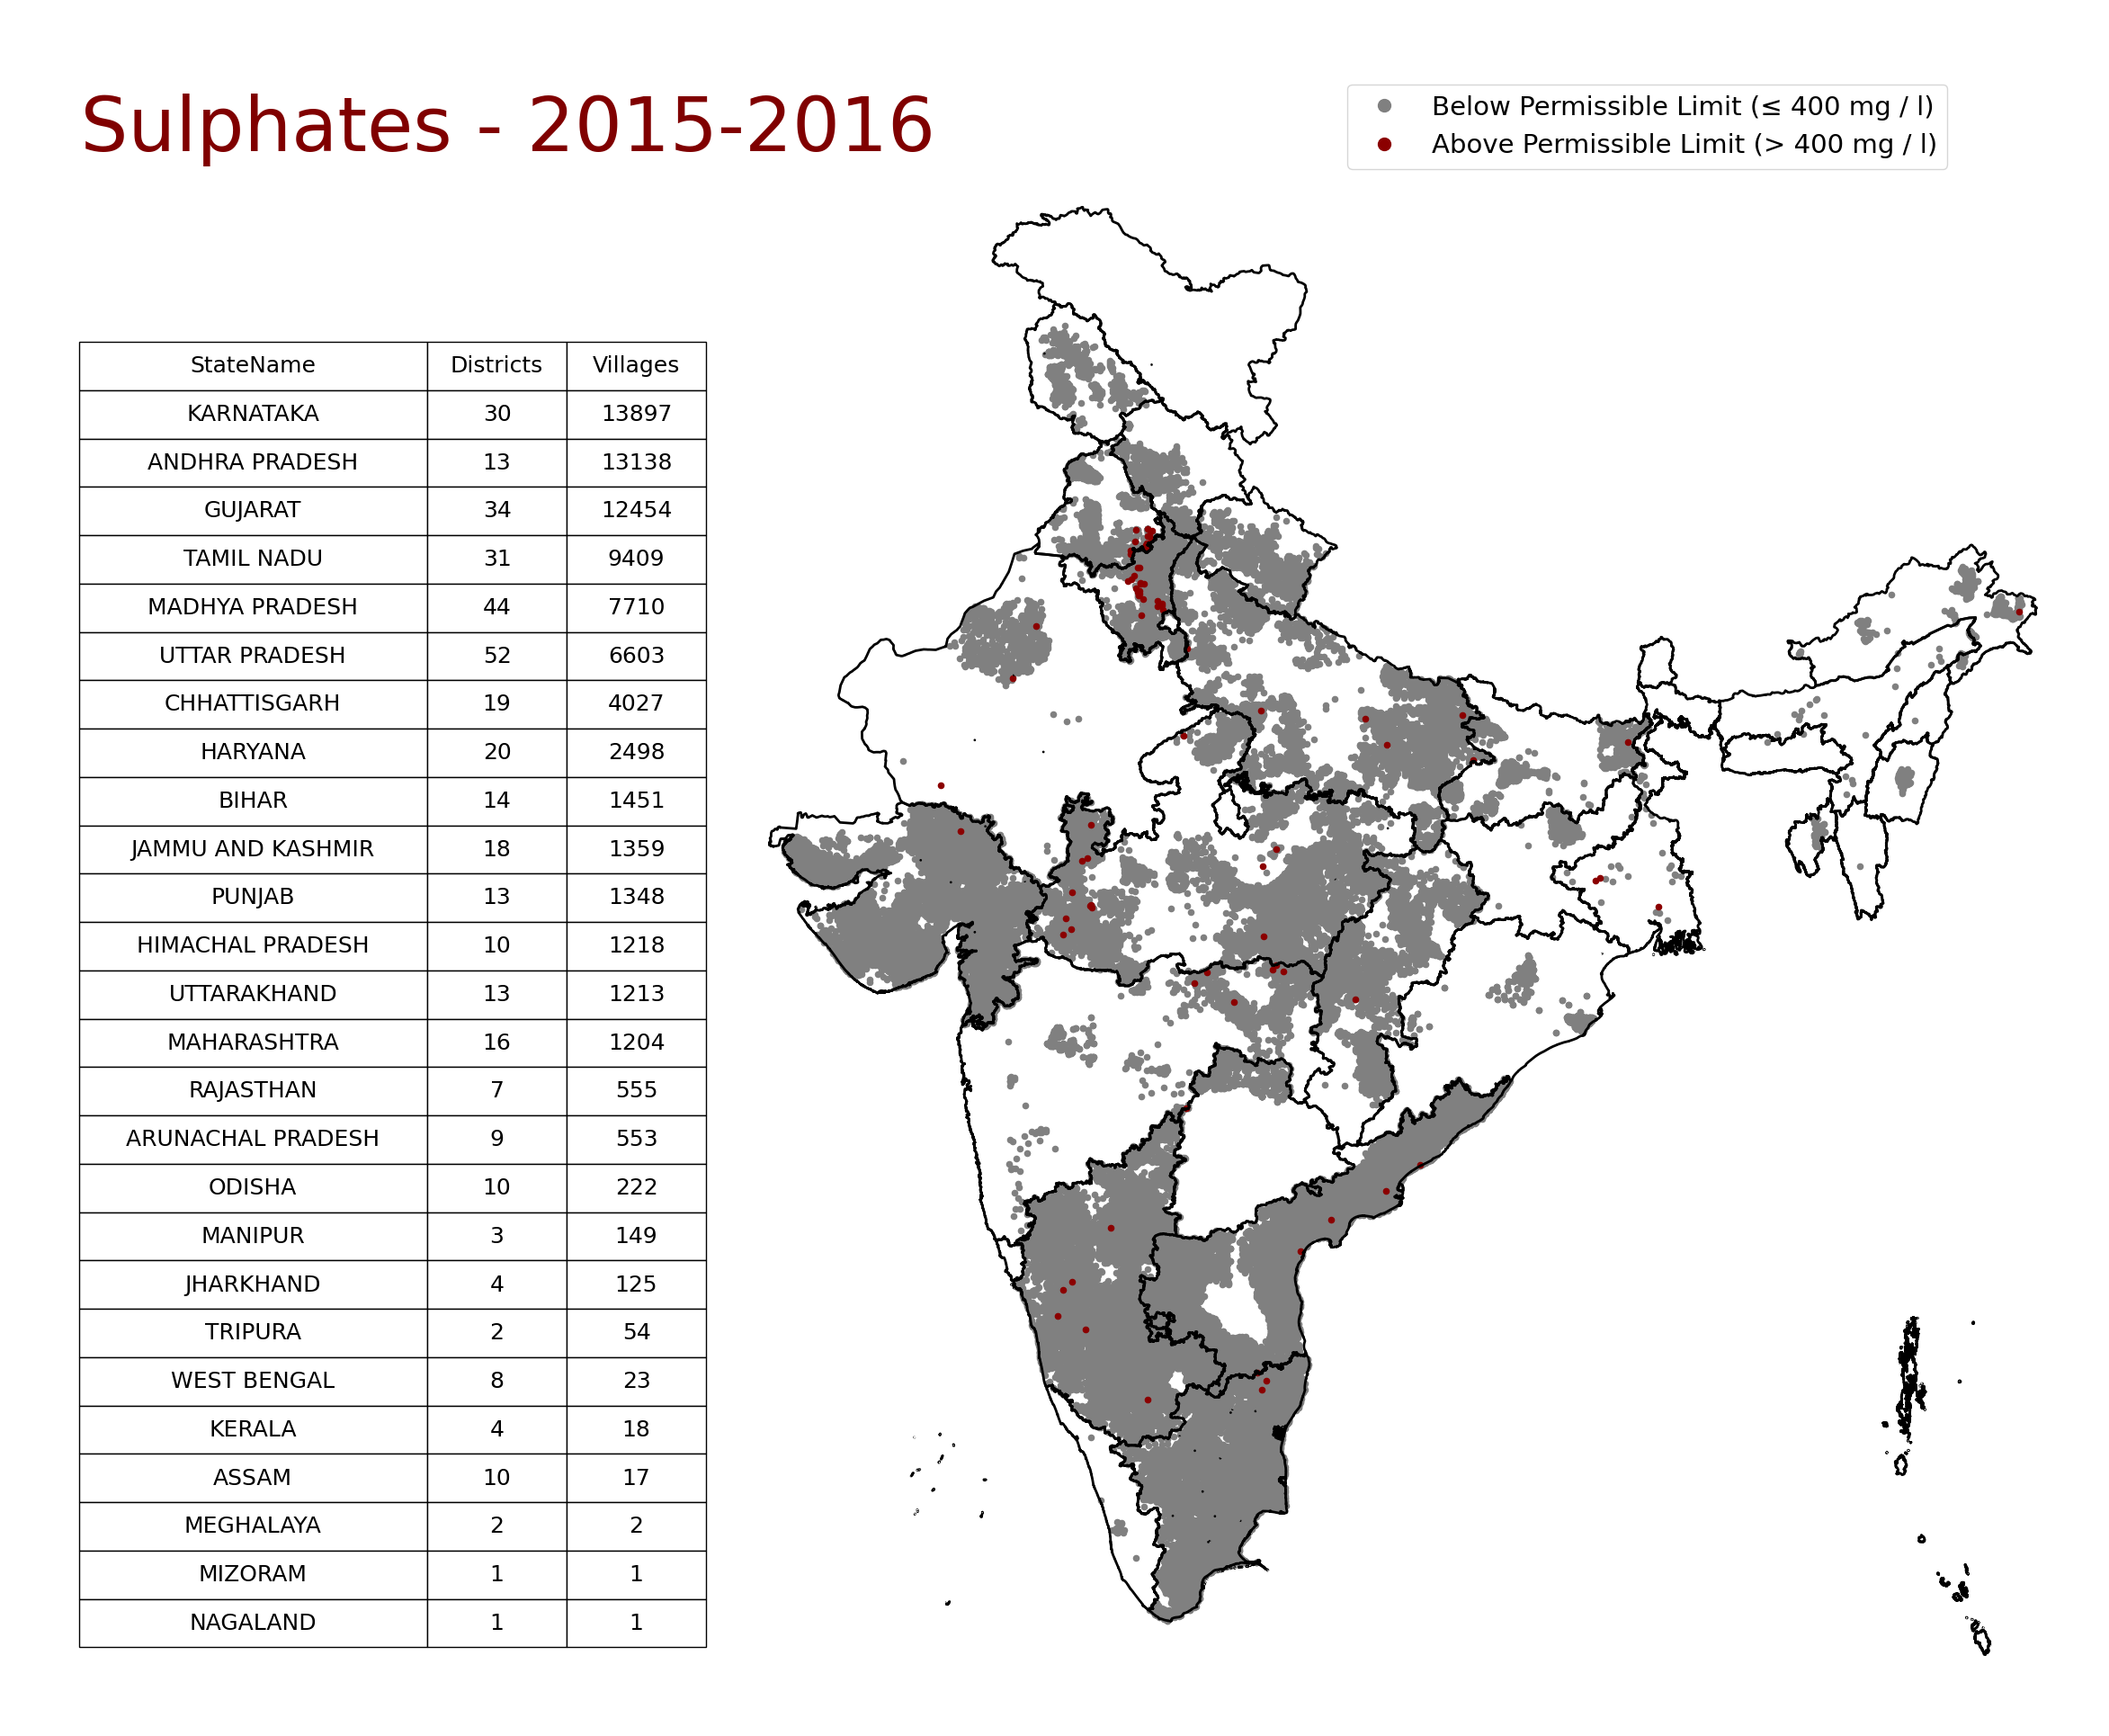 Sulphates - 2015-2016
Below Permissible Limit (≤ 400 mg / l)
Above Permissible Limit (> 400 mg / l)
StateName Districts Villages
KARNATAKA 30 13897
ANDHRA PRADESH 13 13138
GUJARAT 34 12454
TAMIL NADU 31 9409
MADHYA PRADESH 44 7710
UTTAR PRADESH 52 6603
CHHATTISGARH 19 4027
HARYANA 20 2498
BIHAR 14 1451
JAMMU AND KASHMIR 18 1359
PUNJAB 13 1348
HIMACHAL PRADESH 10 1218
UTTARAKHAND 13 1213
MAHARASHTRA 16 1204
RAJASTHAN 7 555
ARUNACHAL PRADESH 9 553
ODISHA 10 222
MANIPUR 3 149
JHARKHAND 4 125
TRIPURA 2 54
WEST BENGAL 8 23
KERALA 4 18
ASSAM 10 17
MEGHALAYA 2 2
MIZORAM 1 1
NAGALAND 1 1